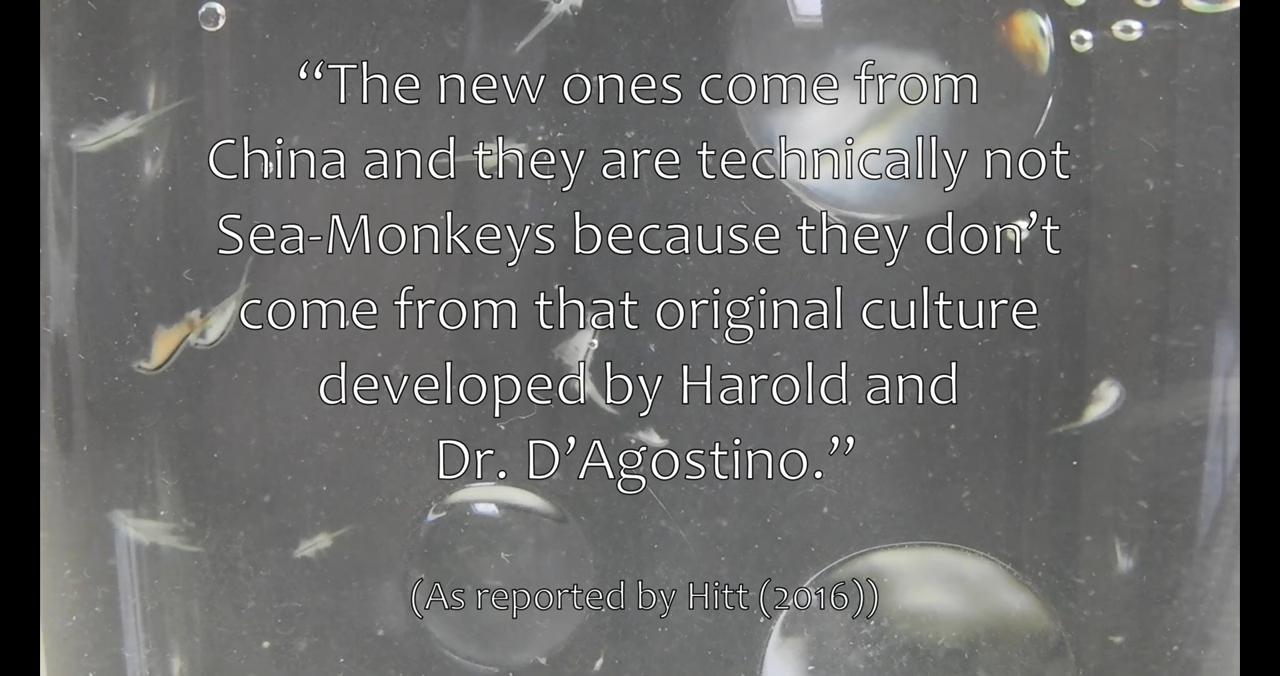 “The new ones come from
China and they are technically not
Sea-Monkeys because they don’t
come from that original culture
developed by Harold and
Dr. D’Agostino.”
(As reported by Hitt (2016))